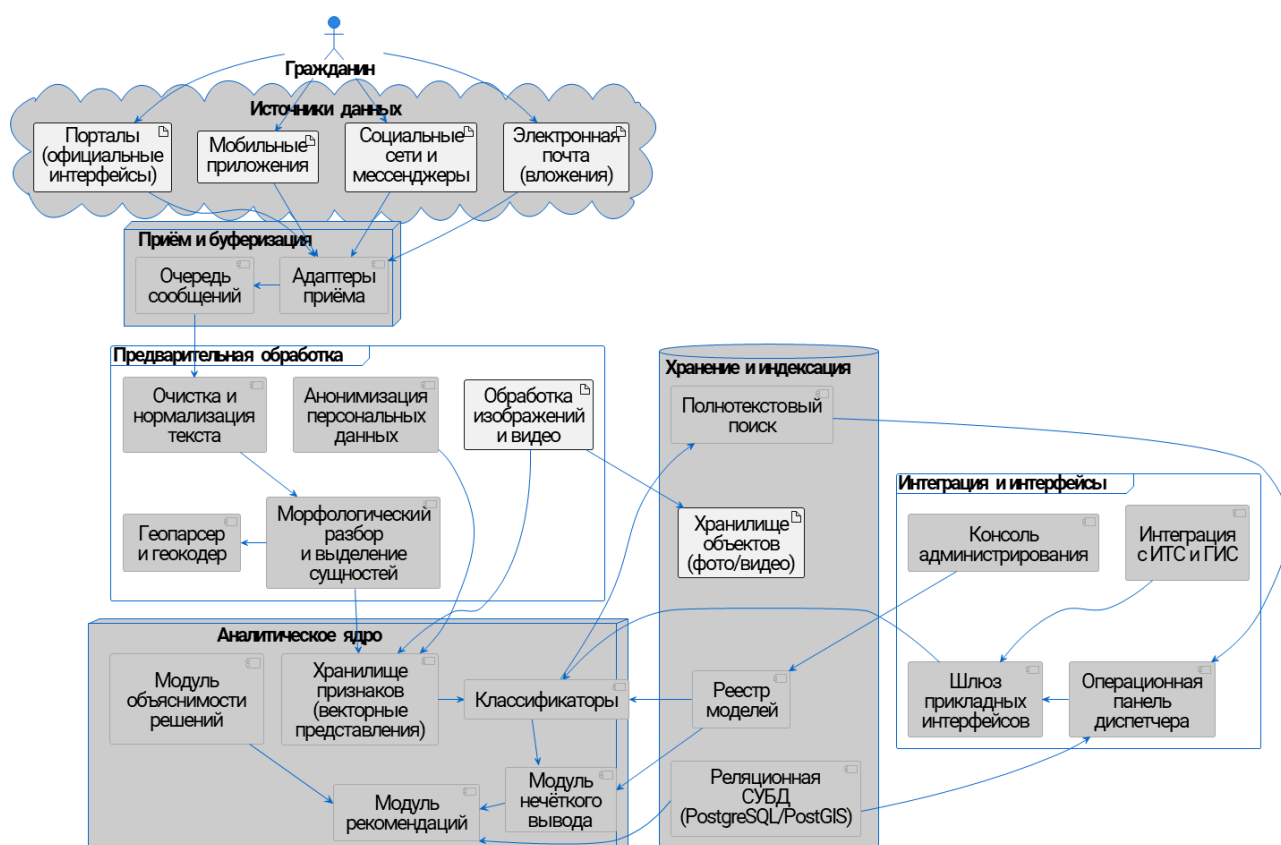 Гражданин
Источники данных
Порталы
(официальные
интерфейсы)
Мобильные
приложения
Социальные
сети и
мессенджеры
Электронная
почта
(вложения)
Приём и буферизация
Очередь
сообщений
Адаптеры
приёма
Предварительная обработка
Очистка и
нормализация
текста
Анонимизация
персональных
данных
Обработка
изображений
и видео
Геопарсер
и геокодер
Морфологический
разбор
и выделение
сущностей
Хранение и индексация
Полнотекстовый
поиск
Хранилище
объектов
(фото/видео)
Реестр
моделей
Реляционная
СУБД
(PostgreSQL/PostGIS)
Интеграция и интерфейсы
Консоль
администрирования
Интеграция
с ИТС и ГИС
Шлюз
прикладных
интерфейсов
Операционная
панель
диспетчера
Аналитическое ядро
Модуль
объяснимости
решений
Хранилище
признаков
(векторные
представления)
Классификаторы
Модуль
рекомендаций
Модуль
нечёткого
вывода